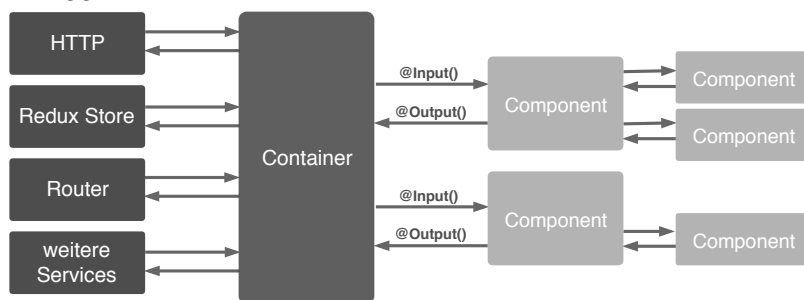 HTTP
Redux Store
Router
weitere
Services
Container
@Input()
@Output()
@Input()
@Output()
Component
Component
Component
Component
Component